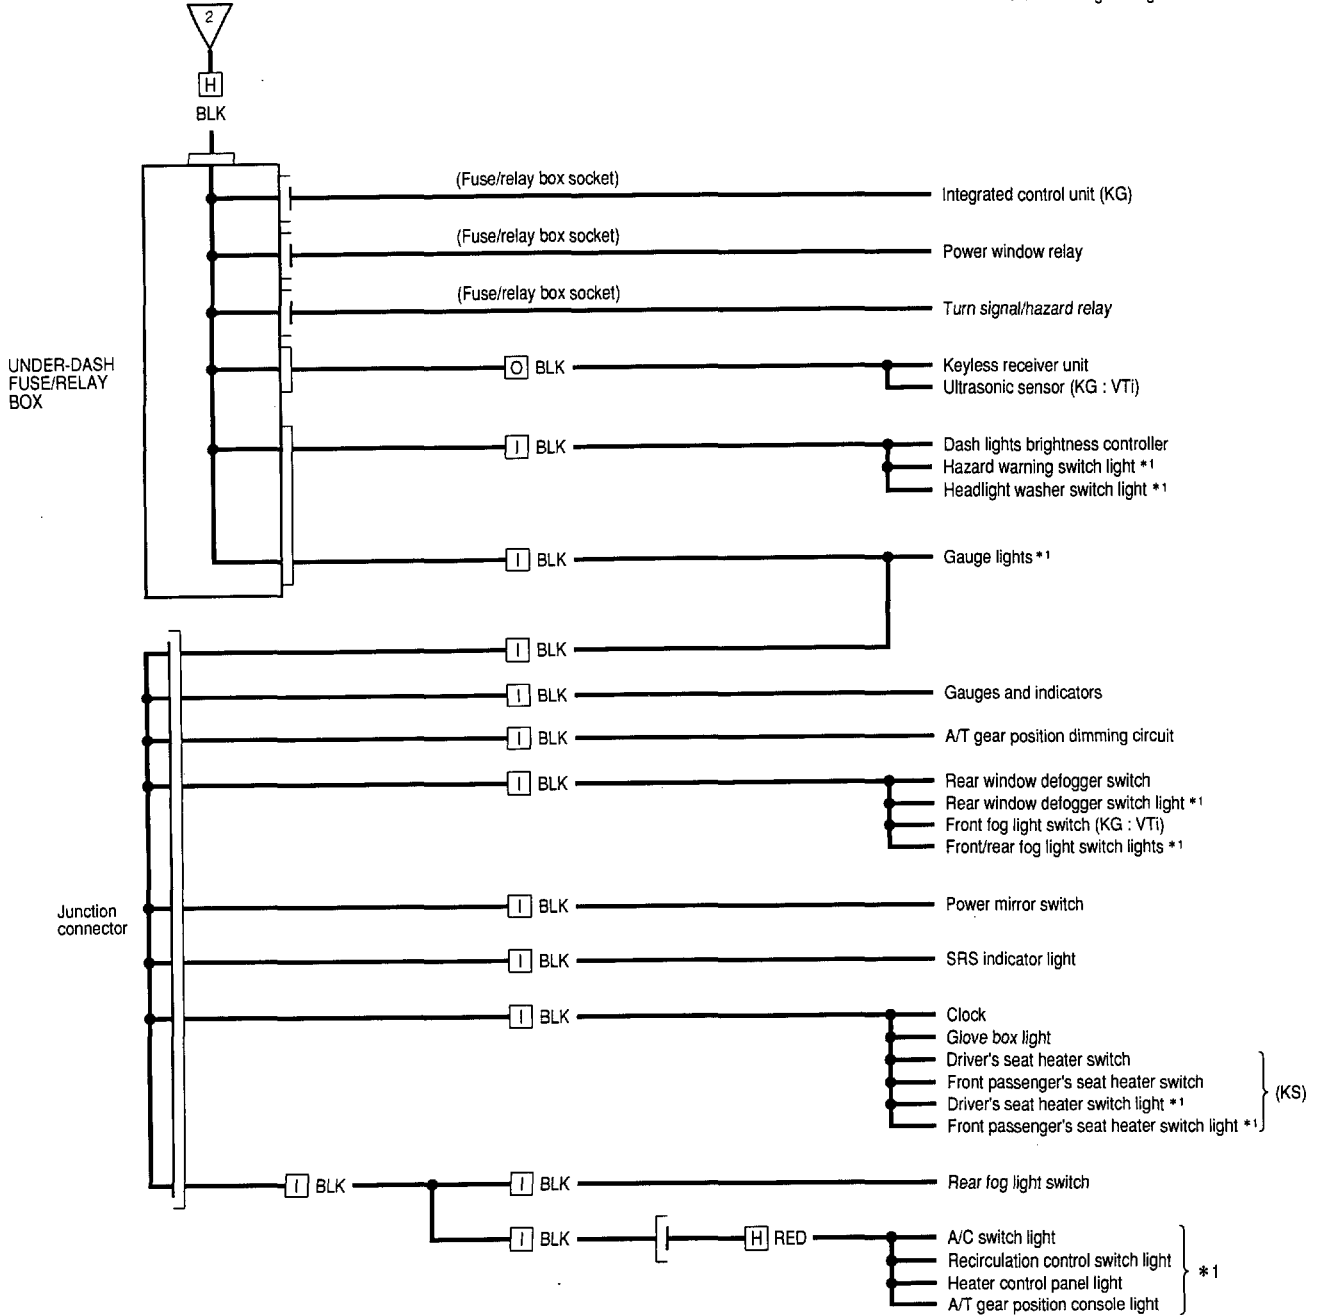 2
H
BLK
(Fuse/relay box socket)
Integrated control unit (KG)
(Fuse/relay box socket)
Power window relay
(Fuse/relay box socket)
Turn signal/hazard relay
UNDER-DASH
FUSE/RELAY
BOX
O BLK
Keyless receiver unit
Ultrasonic sensor (KG : VTi)
I BLK
Dash lights brightness controller
Hazard warning switch light *1
Headlight washer switch light *1
I BLK
Gauge lights *1
I BLK
I BLK
Gauges and indicators
I BLK
A/T gear position dimming circuit
I BLK
Rear window defogger switch
Rear window defogger switch light *1
Front fog light switch (KG : VTi)
Front/rear fog light switch lights *1
Junction
connector
I BLK
Power mirror switch
I BLK
SRS indicator light
I BLK
Clock
Glove box light
Driver's seat heater switch
Front passenger's seat heater switch
Driver's seat heater switch light *1
Front passenger's seat heater switch light *1
(KS)
I BLK
I BLK
Rear fog light switch
I BLK
H RED
A/C switch light
Recirculation control switch light
Heater control panel light
A/T gear position console light
*1